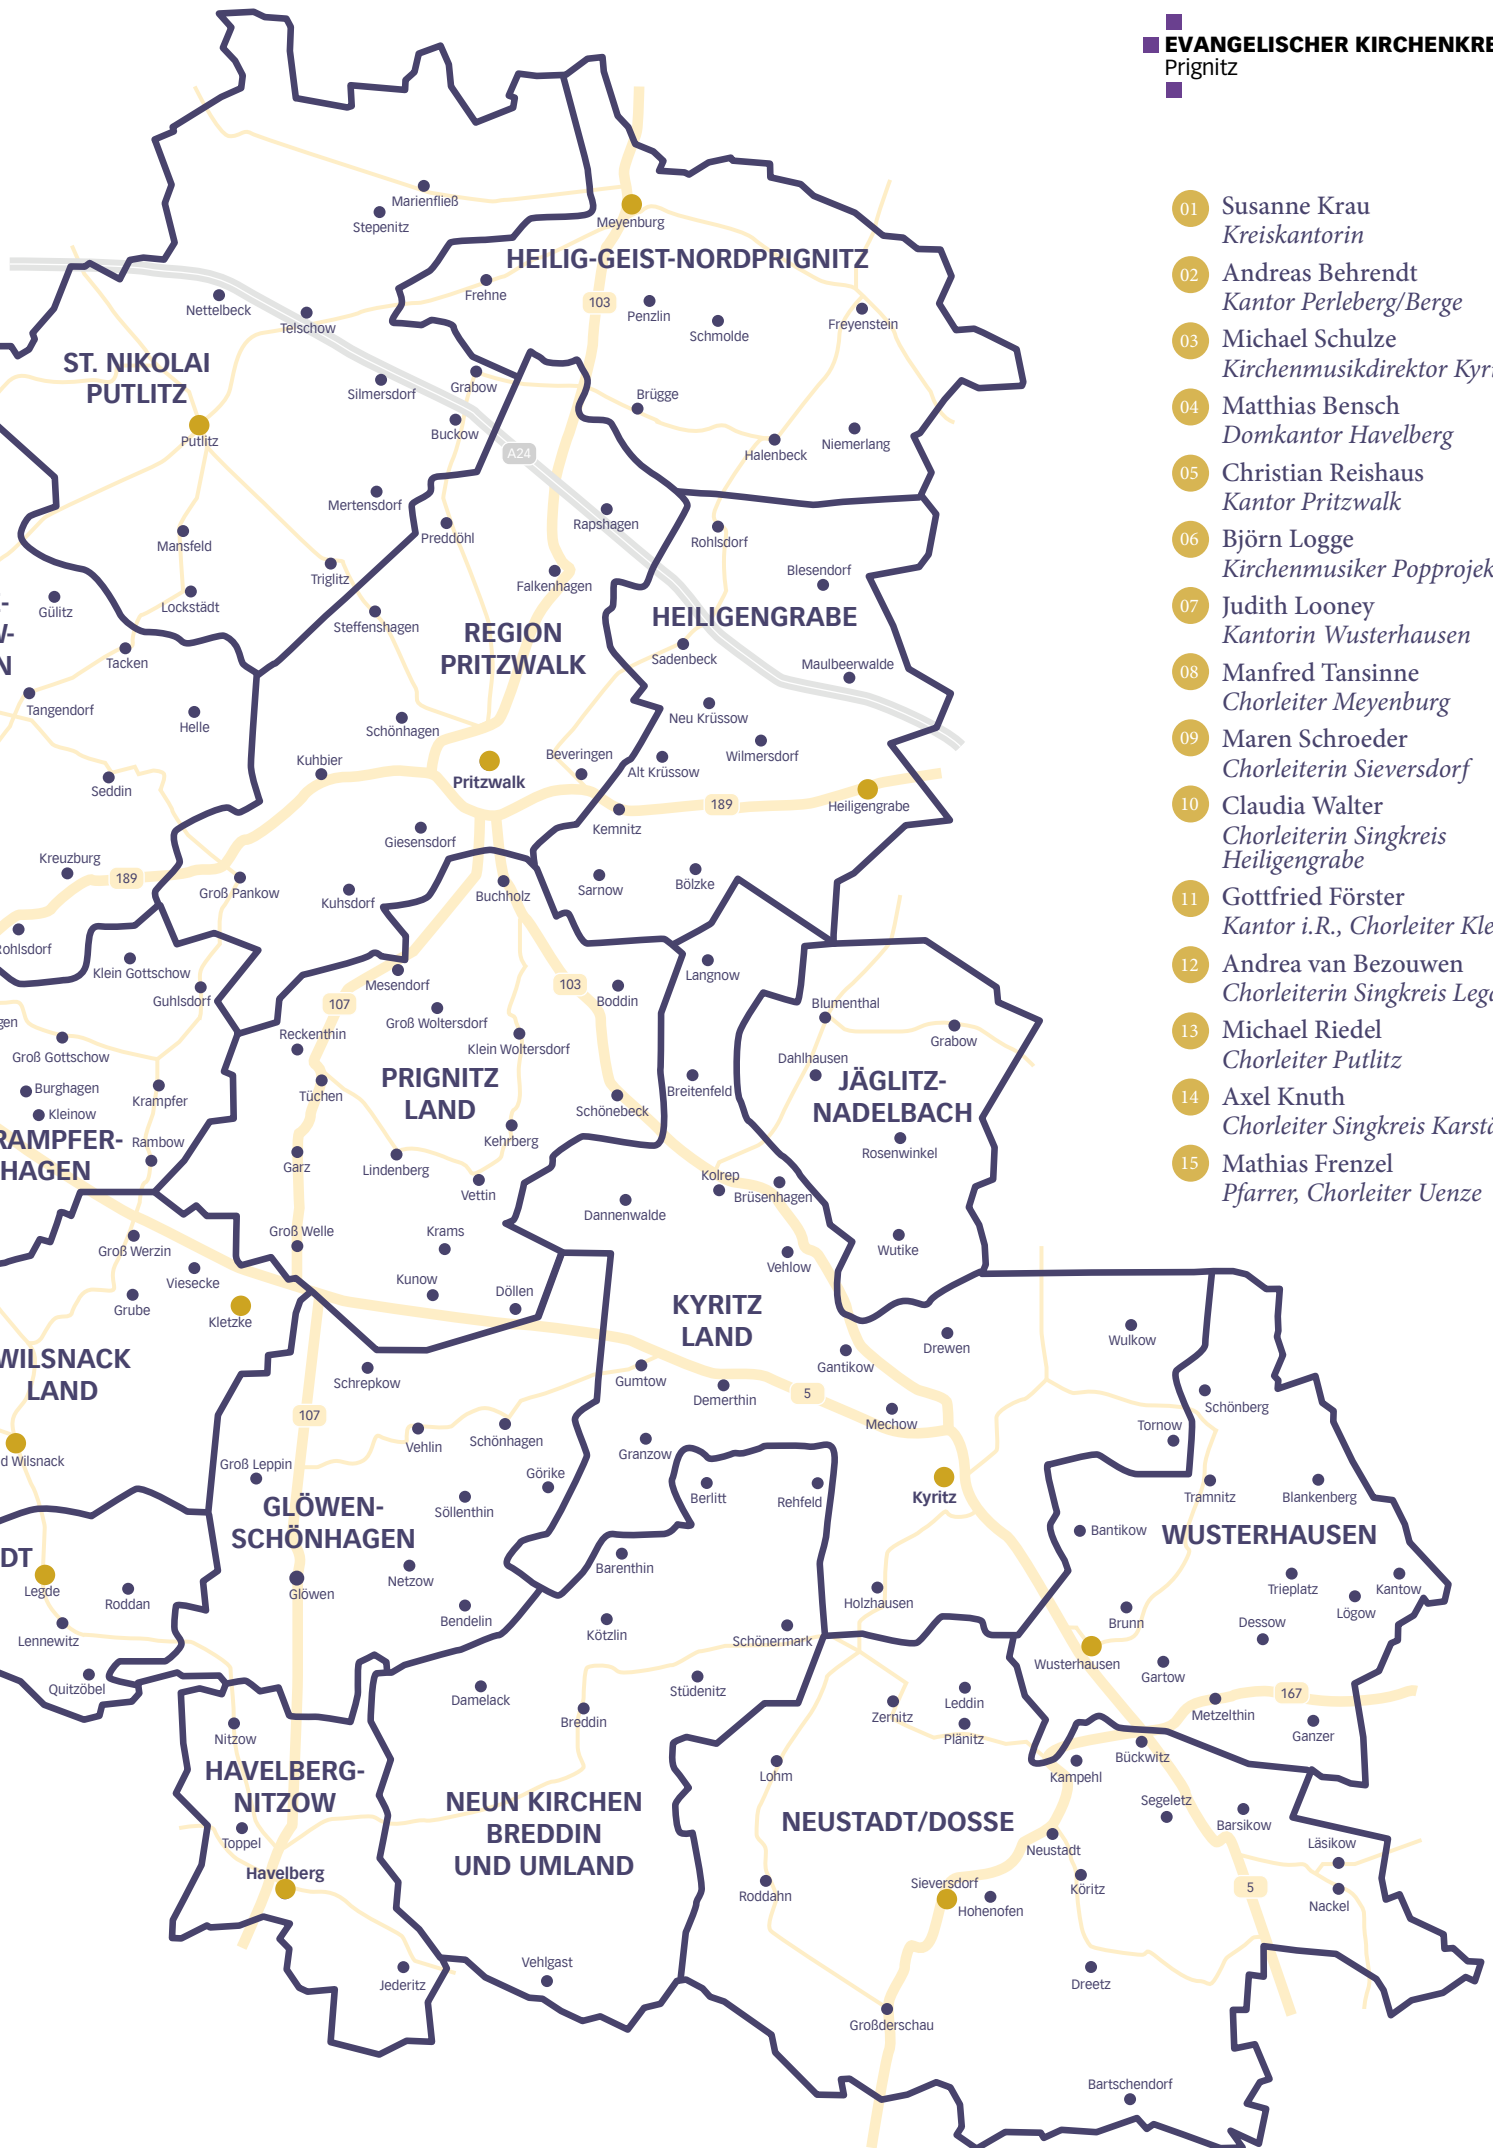 EVANGELISCHER KIRCHENKRE
Prignitz
01 Susanne Krau
Kreiskantorin
02 Andreas Behrendt
Kantor Perleberg/Berge
03 Michael Schulze
Kirchenmusikdirektor Kyr
04 Matthias Bensch
Domkantor Havelberg
05 Christian Reishaus
Kantor Pritzwalk
06 Björn Logge
Kirchenmusiker Popprojek
07 Judith Looney
Kantorin Wusterhausen
08 Manfred Tansinne
Chorleiter Meyenburg
09 Maren Schroeder
Chorleiterin Sieversdorf
10 Claudia Walter
Chorleiterin Singkreis
Heiligengrabe
11 Gottfried Förster
Kantor i.R., Chorleiter Kle
12 Andrea van Bezouwen
Chorleiterin Singkreis Leg
13 Michael Riedel
Chorleiter Putlitz
14 Axel Knuth
Chorleiter Singkreis Karst
15 Mathias Frenzel
Pfarrer, Chorleiter Uenze
Marienfließ
Stepenitz
Meyenburg
HEILIG-GEIST-NORDPRIGNITZ
Frehne
103
Penzlin
Schmolde
Freyenstein
Nettelbeck
Telschow
ST. NIKOLAI
PUTLITZ
Silmersdorf
Grabow
Brügge
Buckow
Putlitz
A24
Halenbeck
Niemerlang
Mertensdorf
Preddöhl
Rapshagen
Rohlsdorf
Mansfeld
Triglitz
Falkenhagen
Blesendorf
Gülitz
Lockstädt
Steffenshagen
REGION
PRITZWALK
HEILIGENGRABE
-
W-
N
Tacken
Sadenbeck
Maulbeerwalde
Tangendorf
Helle
Schönhagen
Neu Krüssow
Kuhbier
Beveringen
Wilmersdorf
Alt Krüssow
Seddin
Pritzwalk
189
Heiligengrabe
Kemnitz
Giesensdorf
Kreuzburg
189
Groß Pankow
Kuhsdorf
Buchholz
Sarnow
Bölzke
ohlsdorf
Klein Gottschow
Guhlsdorf
Mesendorf
103
Boddin
Langnow
107
Groß Woltersdorf
Blumenthal
gen
Reckenthin
Klein Woltersdorf
Grabow
Groß Gottschow
Dahlhausen
Burghagen
Tüchen
PRIGNITZ
LAND
Breitenfeld
JÄGLITZ-
NADELBACH
Kleinow
Krampfer
Schönebeck
RAMPFER-
HAGEN
Rambow
Kehrberg
Rosenwinkel
Garz
Lindenberg
Vettin
Kolrep
Brüsenhagen
Dannenwalde
Groß Welle
Krams
Wutike
Groß Werzin
Vehlow
Viesecke
Kunow
Döllen
Grube
Kletzke
KYRITZ
LAND
Drewen
Wulkow
WILSNACK
LAND
Schrepkow
Gumtow
Gantikow
Demerthin
5
Mechow
Schönberg
107
Vehlin
Schönhagen
Tornow
d Wilsnack
Groß Leppin
Granzow
Görike
Söllenthin
Berlitt
Rehfeld
Kyritz
Tramnitz
Blankenberg
GLÖWEN-
SCHÖNHAGEN
Bantikow
WUSTERHAUSEN
DT
Legde
Roddan
Glöwen
Netzow
Barenthin
Trieplatz
Kantow
Holzhausen
Lögow
Bendelin
Brunn
Dessow
Lennewitz
Kötzlin
Schönermark
Wusterhausen
Gartow
Quitzöbel
Damelack
Stüdenitz
Leddin
167
Breddin
Zernitz
Metzelthin
Nitzow
Plänitz
Ganzer
Bückwitz
HAVELBERG-
NITZOW
Lohm
Kampehl
NEUN KIRCHEN
BREDDIN
UND UMLAND
NEUSTADT/DOSSE
Segeletz
Barsikow
Toppel
Neustadt
Läsikow
Havelberg
Roddahn
Sieversdorf
Hohenofen
Köritz
5
Nackel
Jederitz
Vehlgast
Dreetz
Großderschau
Bartschendorf